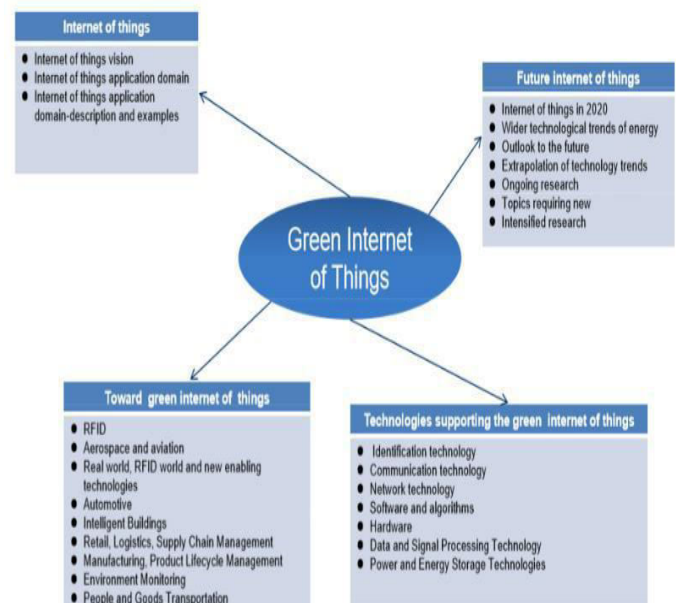 Internet of things
Internet of things vision
Internet of things application domain
Internet of things application
domain-description and examples
Future internet of things
Internet of things in 2020
Wider technological trends of energy
Outlook to the future
Extrapolation of technology trends
Ongoing research
Topics requiring new
Intensified research
Green Internet
of Things
Toward green internet of things
RFID
Aerospace and aviation
Real world, RFID world and new enabling
technologies
Automotive
Intelligent Buildings
Retail, Logistics, Supply Chain Management
Manufacturing, Product Lifecycle Management
Environment Monitoring
People and Goods Transportation
Technologies supporting the green internet of things
Identification technology
Communication technology
Network technology
Software and algorithms
Hardware
Data and Signal Processing Technology
Power and Energy Storage Technologies